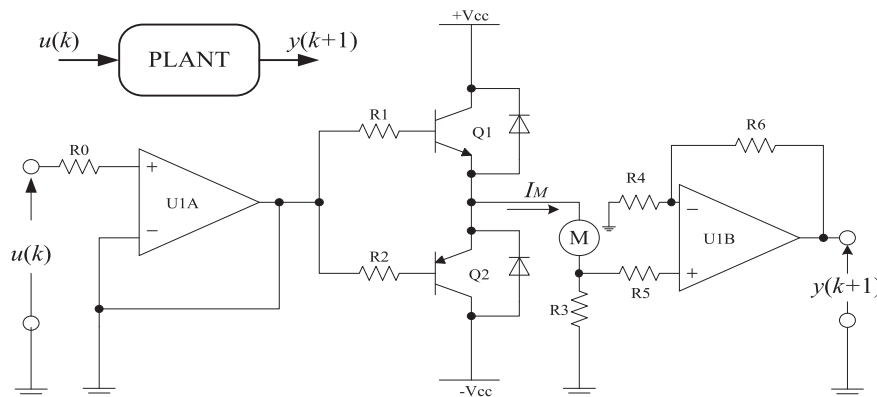 u(k)
PLANT
y(k+1)
+Vcc
R0
+
−
U1A
u(k)
R1
R2
Q1
Q2
I_M
M
R3
R4
R5
R6
−
+
U1B
y(k+1)
-Vcc